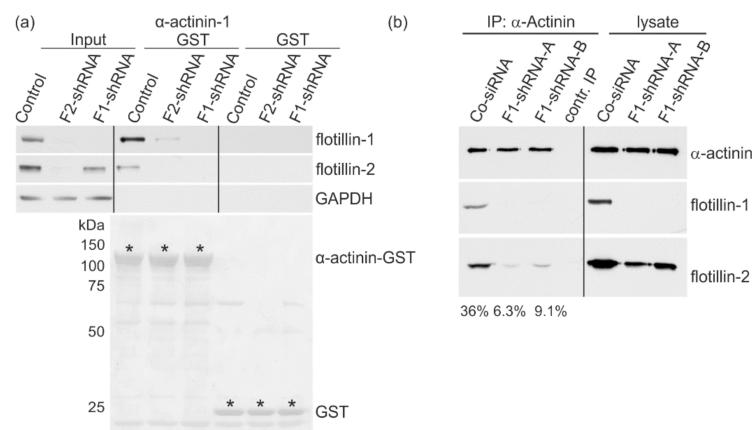 (a)
α-actinin-1
Input GST GST
Control F2-shRNA F1-shRNA Control F2-shRNA F1-shRNA Control F2-shRNA F1-shRNA
flotillin-1
flotillin-2
GAPDH
kDa
150
100
75
50
25
* * *
α-actinin-GST
* * *
GST
(b)
IP: α-Actinin lysate
Co-siRNA F1-shRNA-A F1-shRNA-B contr. IP Co-siRNA F1-shRNA-A F1-shRNA-B
α-actinin
flotillin-1
flotillin-2
36% 6.3% 9.1%